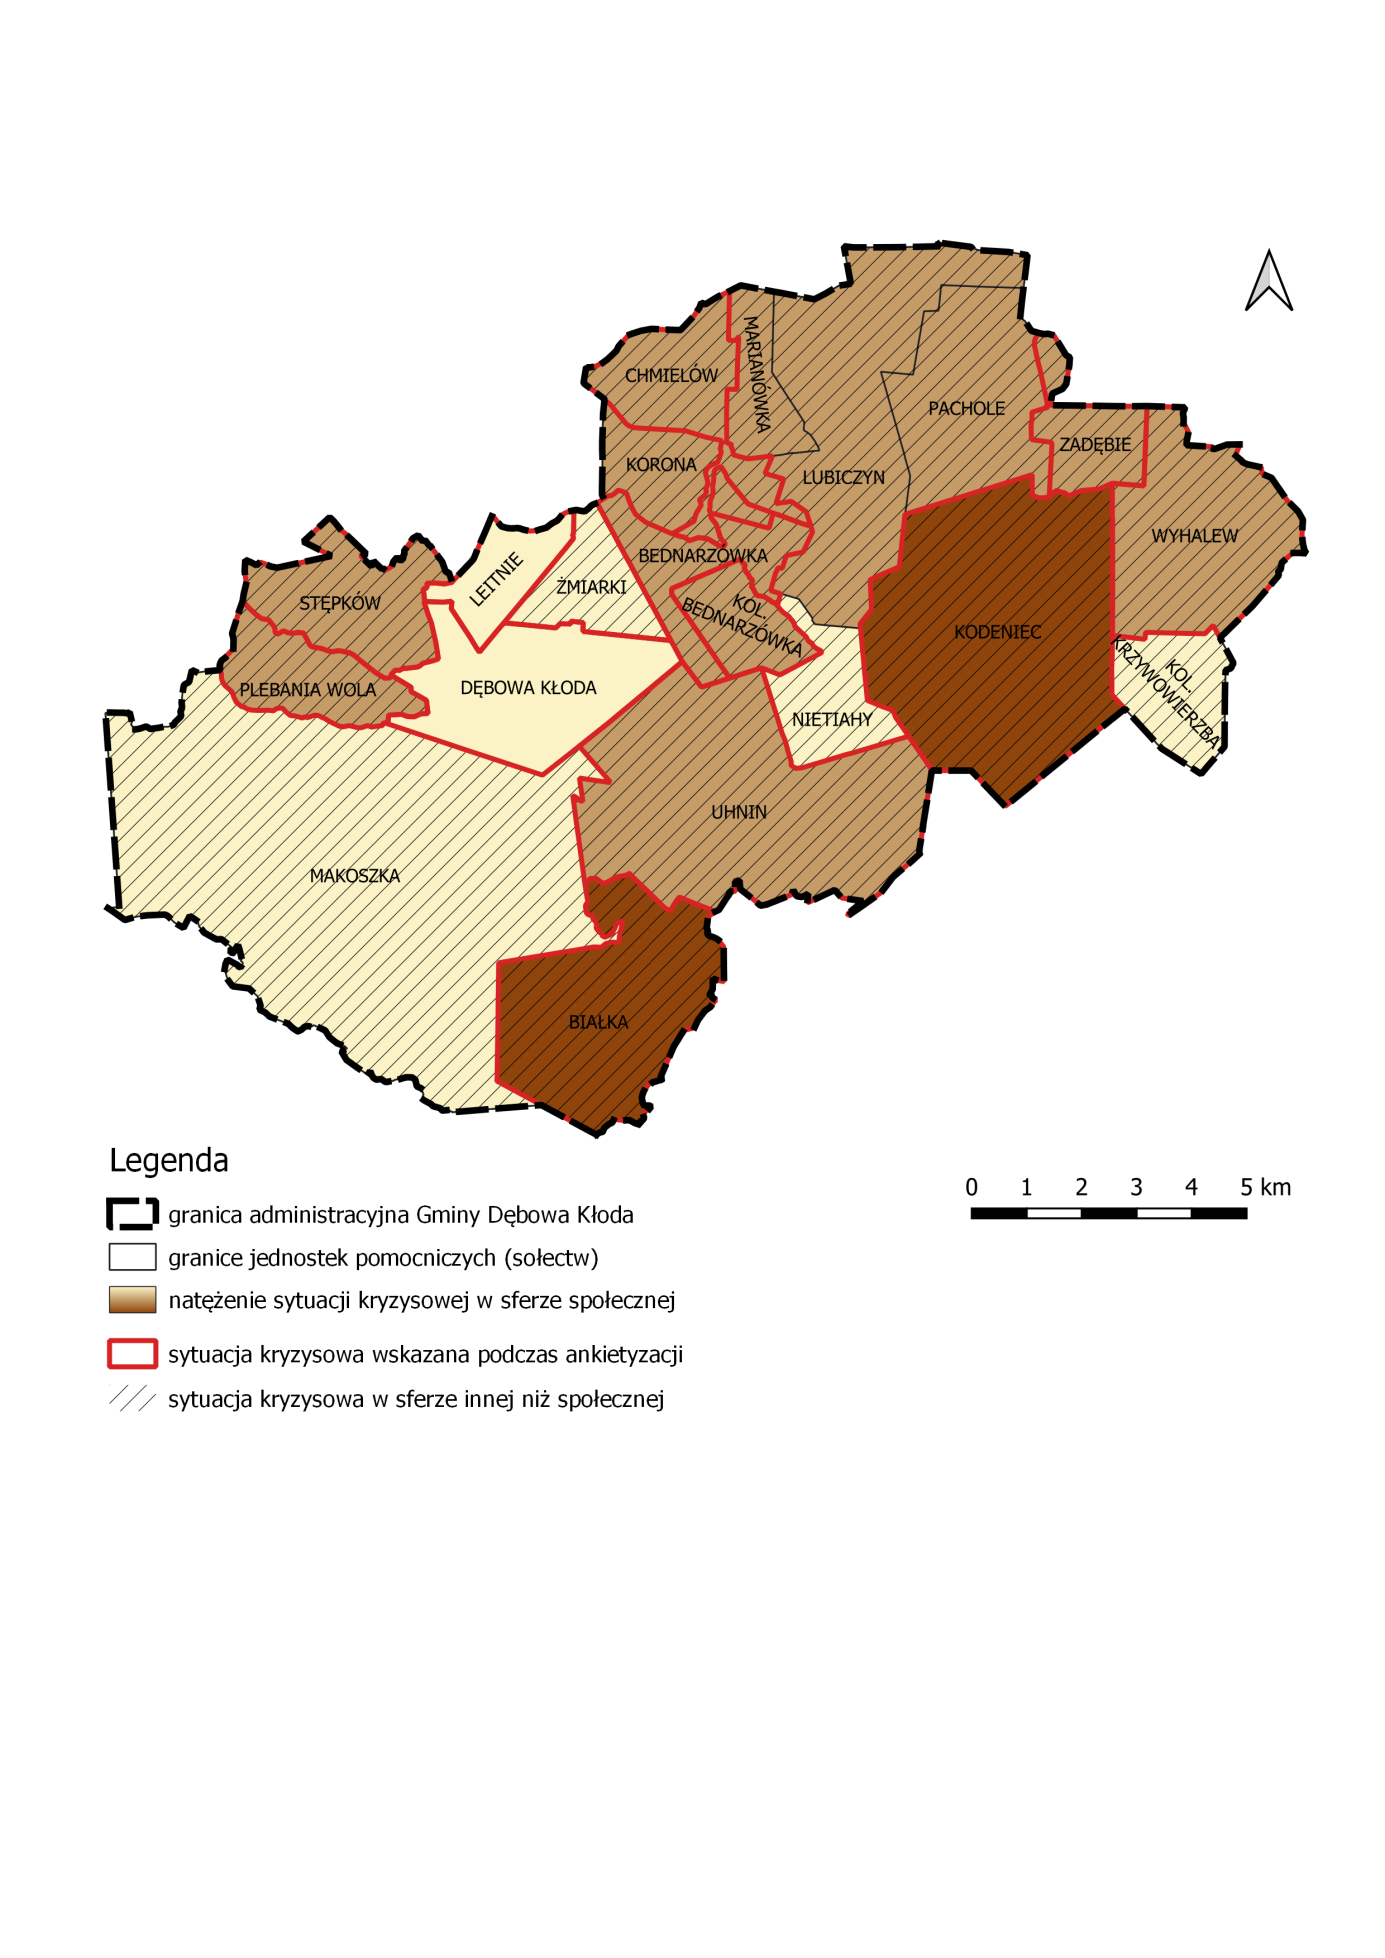 MARIANÓWKA
CHMIELÓW
PACHOLE
ZADĘBIE
KORONA
LUBICZYN
WYHALEW
BEDNARZÓWKA
LEITNIE
ŻMIARKI
STĘPKÓW
KOL.
BEDNARZÓWKA
KODENIEC
KOL.
KRZYWOWIERZBA
PLEBANIA WOLA
DĘBOWA KŁODA
NIETIAHY
UHNIN
MAKOSZKA
BIAŁKA
Legenda
granica administracyjna Gminy Dębowa Kłoda
granice jednostek pomocniczych (sołectw)
natężenie sytuacji kryzysowej w sferze społecznej
sytuacja kryzysowa wskazana podczas ankietyzacji
sytuacja kryzysowa w sferze innej niż społecznej
0 1 2 3 4 5 km